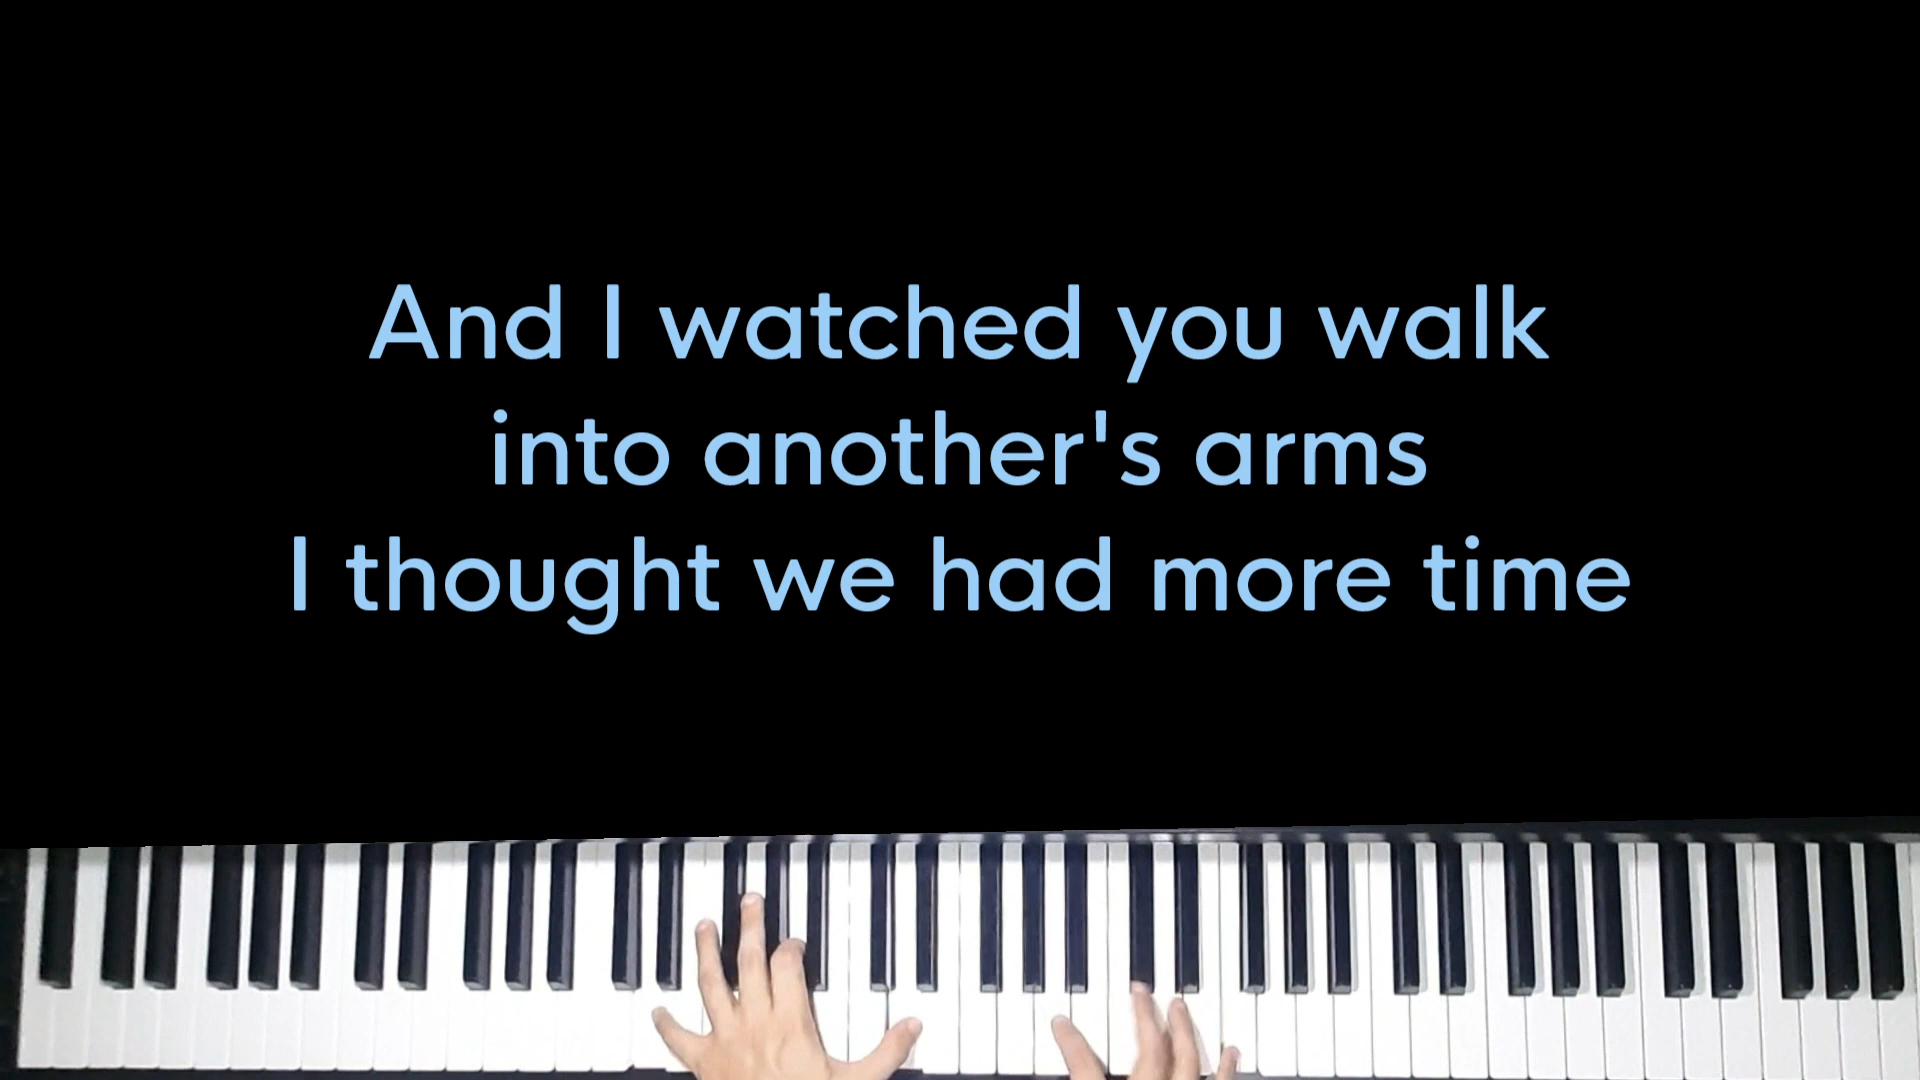 And I watched you walk
into another's arms
I thought we had more time